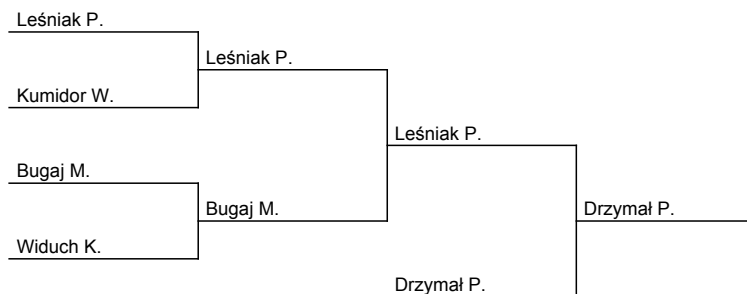 Leśniak P.
Leśniak P.
Kumidor W.
Leśniak P.
Bugaj M.
Bugaj M.
Drzymał P.
Widuch K.
Drzymał P.